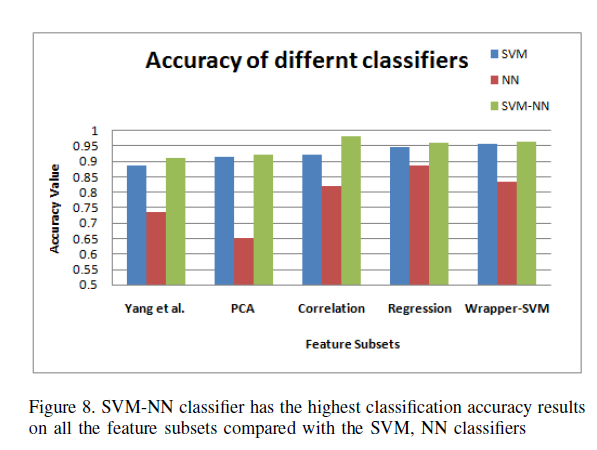 Accuracy of differnt classifiers
SVM
NN
SVM-NN
1
0.95
0.9
0.85
0.8
0.75
0.7
0.65
0.6
0.55
0.5
Accuracy Value
Yang et al. PCA Correlation Regression Wrapper-SVM
Feature Subsets
Figure 8. SVM-NN classifier has the highest classification accuracy results
on all the feature subsets compared with the SVM, NN classifiers